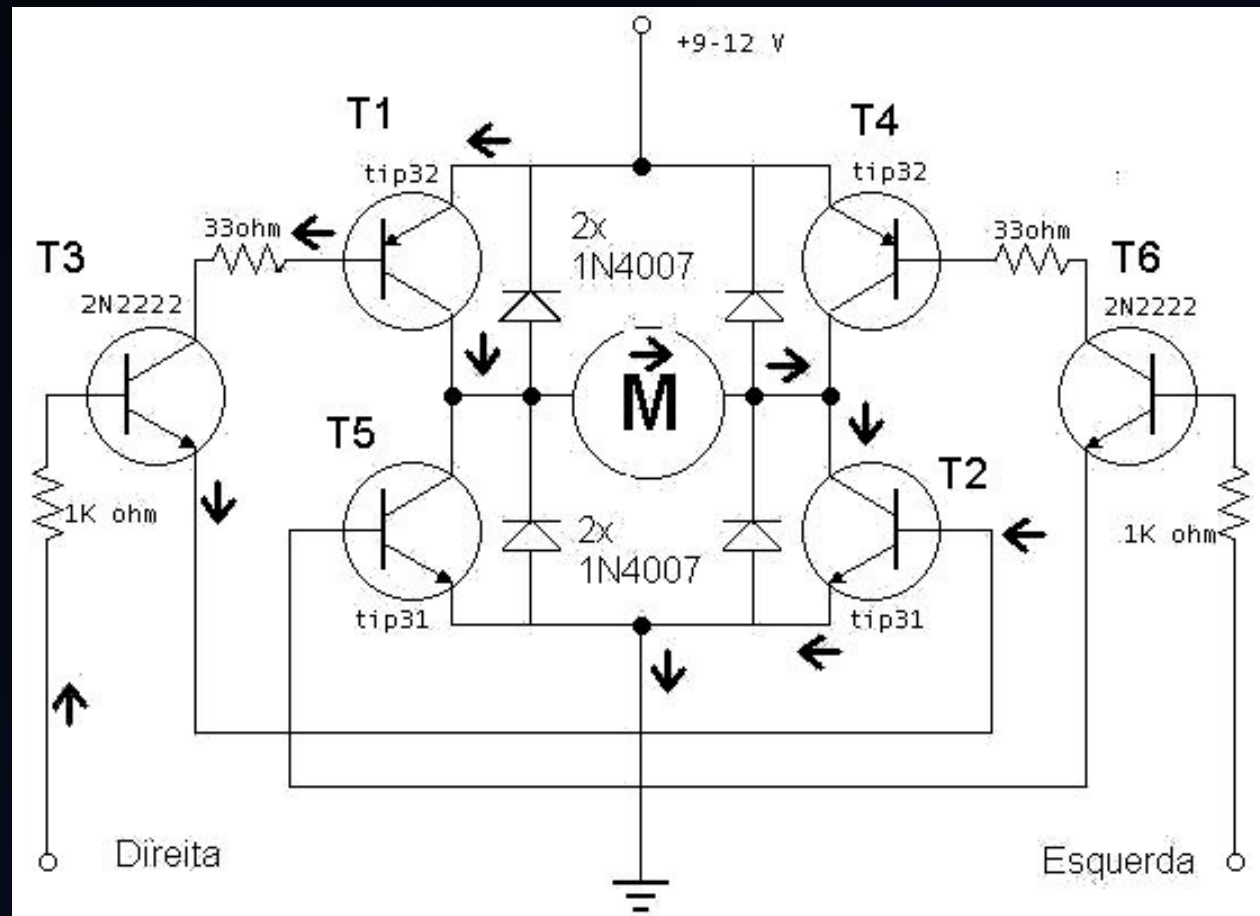 +9-12 V
T1
T4
tip32
tip32
33ohm
2x
1N4007
33ohm
T3
T6
2N2222
2N2222
M
T5
T2
1K ohm
2x
1N4007
1K ohm
tip31
tip31
Direita
Esquerda